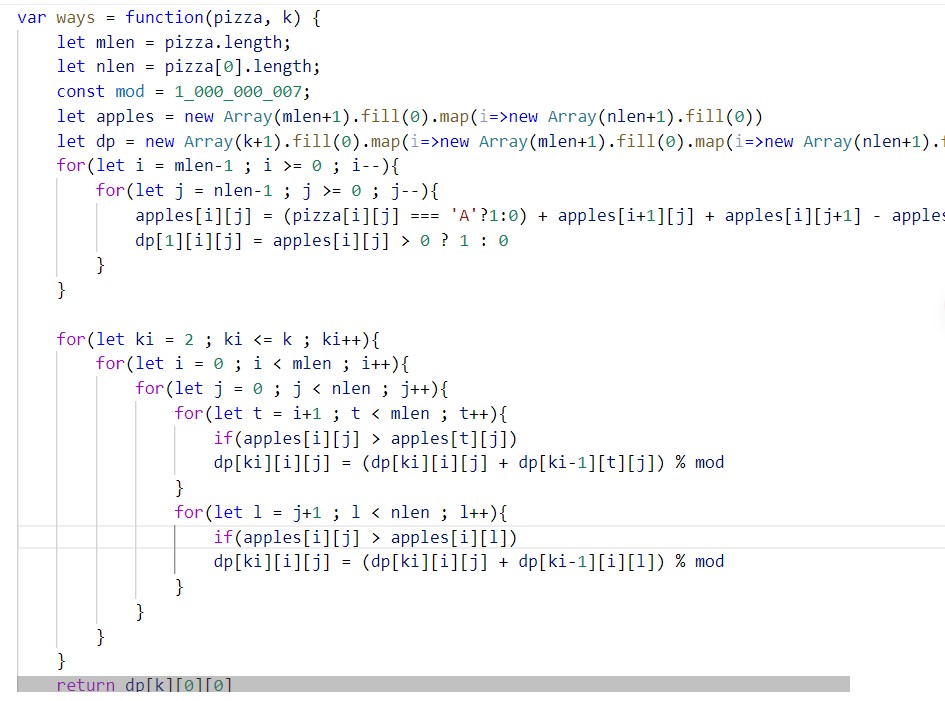 var ways = function(pizza, k) {
    let mlen = pizza.length;
    let nlen = pizza[0].length;
    const mod = 1_000_000_007;
    let apples = new Array(mlen+1).fill(0).map(i=>new Array(nlen+1).fill(0))
    let dp = new Array(k+1).fill(0).map(i=>new Array(mlen+1).fill(0).map(i=>new Array(nlen+1).f
    for(let i = mlen-1 ; i >= 0 ; i--){
        for(let j = nlen-1 ; j >= 0 ; j--){
            apples[i][j] = (pizza[i][j] === 'A'?1:0) + apples[i+1][j] + apples[i][j+1] - apples
            dp[1][i][j] = apples[i][j] > 0 ? 1 : 0
        }
    }
    for(let ki = 2 ; ki <= k ; ki++){
        for(let i = 0 ; i < mlen ; i++){
            for(let j = 0 ; j < nlen ; j++){
                for(let t = i+1 ; t < mlen ; t++){
                    if(apples[i][j] > apples[t][j])
                    dp[ki][i][j] = (dp[ki][i][j] + dp[ki-1][t][j]) % mod
                }
                for(let l = j+1 ; l < nlen ; l++){
                    if(apples[i][j] > apples[i][l])
                    dp[ki][i][j] = (dp[ki][i][j] + dp[ki-1][i][l]) % mod
                }
            }
        }
    }
    return dp[k][0][0]